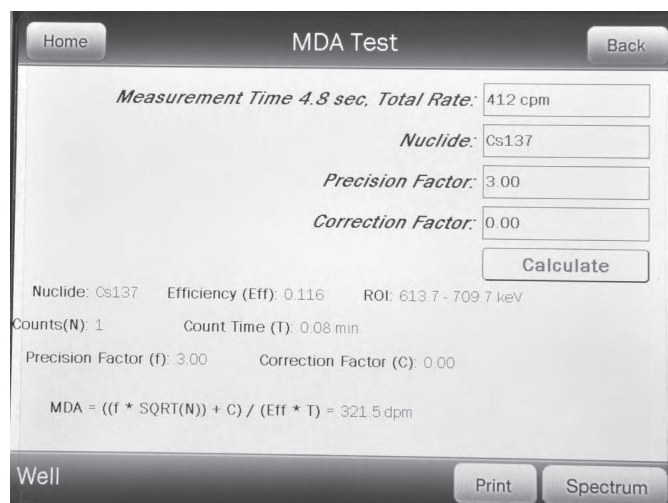 Home MDA Test Back
Measurement Time 4.8 sec, Total Rate: 412 cpm
Nuclide: Cs137
Precision Factor: 3.00
Correction Factor: 0.00
Calculate
Nuclide: Cs137 Efficiency (Eff): 0.116 ROI: 613.7 - 709.7 keV
Counts(N): 1 Count Time (T): 0.08 min
Precision Factor (f): 3.00 Correction Factor (C): 0.00
MDA = ((f * SQRT(N)) + C) / (Eff * T) = 321.5 dpm
Well Print Spectrum